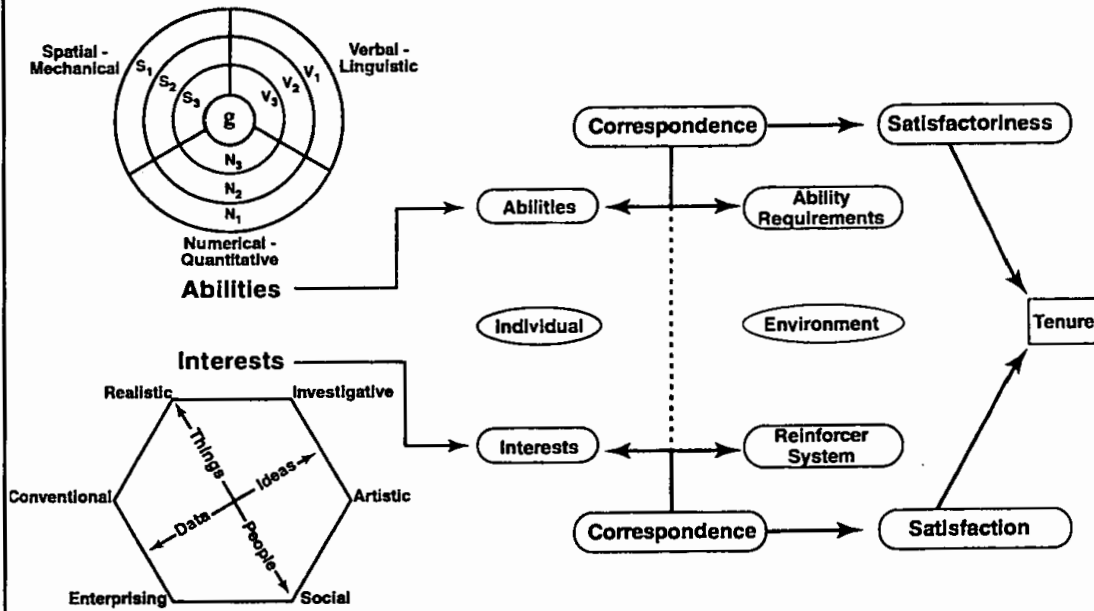 Spatial -
Mechanical
Verbal -
Linguistic
S1
S2
S3
V1
V2
V3
g
N3
N2
N1
Numerical -
Quantitative
Abilities
Interests
Realistic
Investigative
Things
Ideas
Conventional
Artistic
Data
People
Enterprising
Social
Correspondence
Satisfactoriness
Abilities
Ability
Requirements
Individual
Environment
Tenure
Interests
Reinforcer
System
Correspondence
Satisfaction